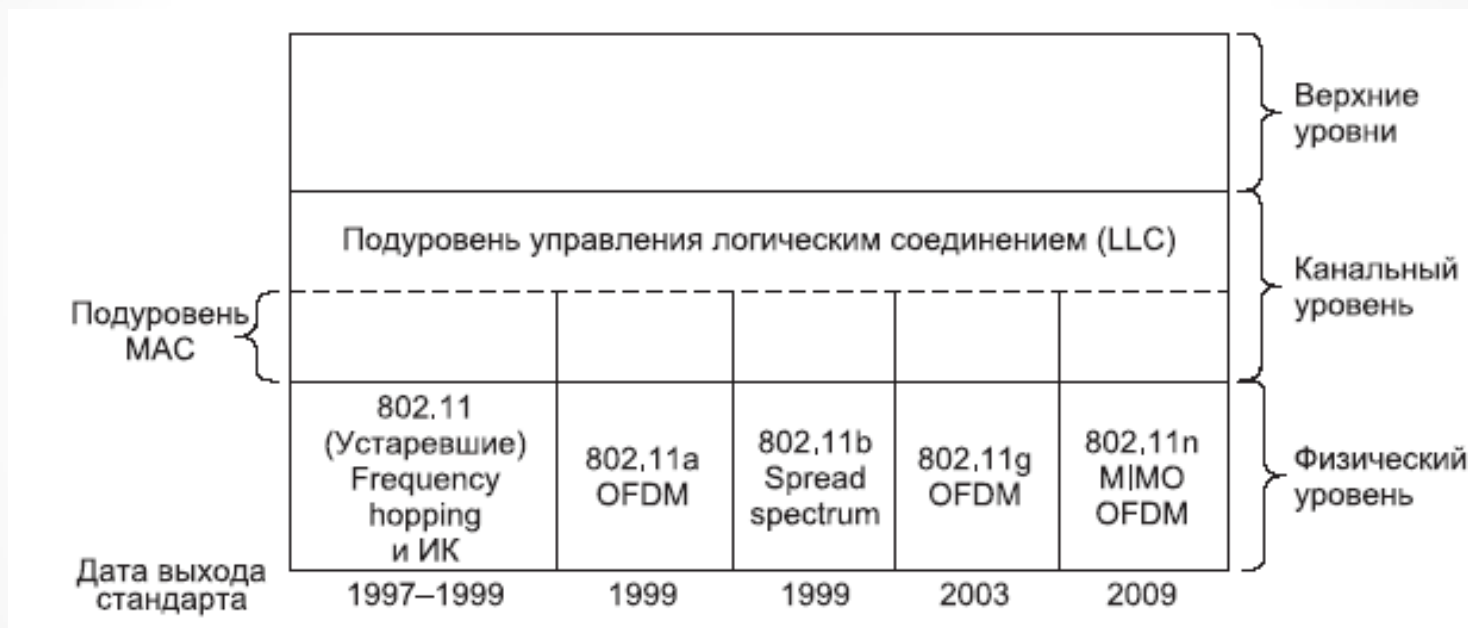 Верхние
уровни
Подуровень управления логическим соединением (LLC)
Канальный
уровень
Подуровень
MAC
802.11
(Устаревшие)
Frequency
hopping
и ИК
802.11a
OFDM
802.11b
Spread
spectrum
802.11g
OFDM
802.11n
MIMO
OFDM
Физический
уровень
Дата выхода
стандарта
1997–1999
1999
1999
2003
2009